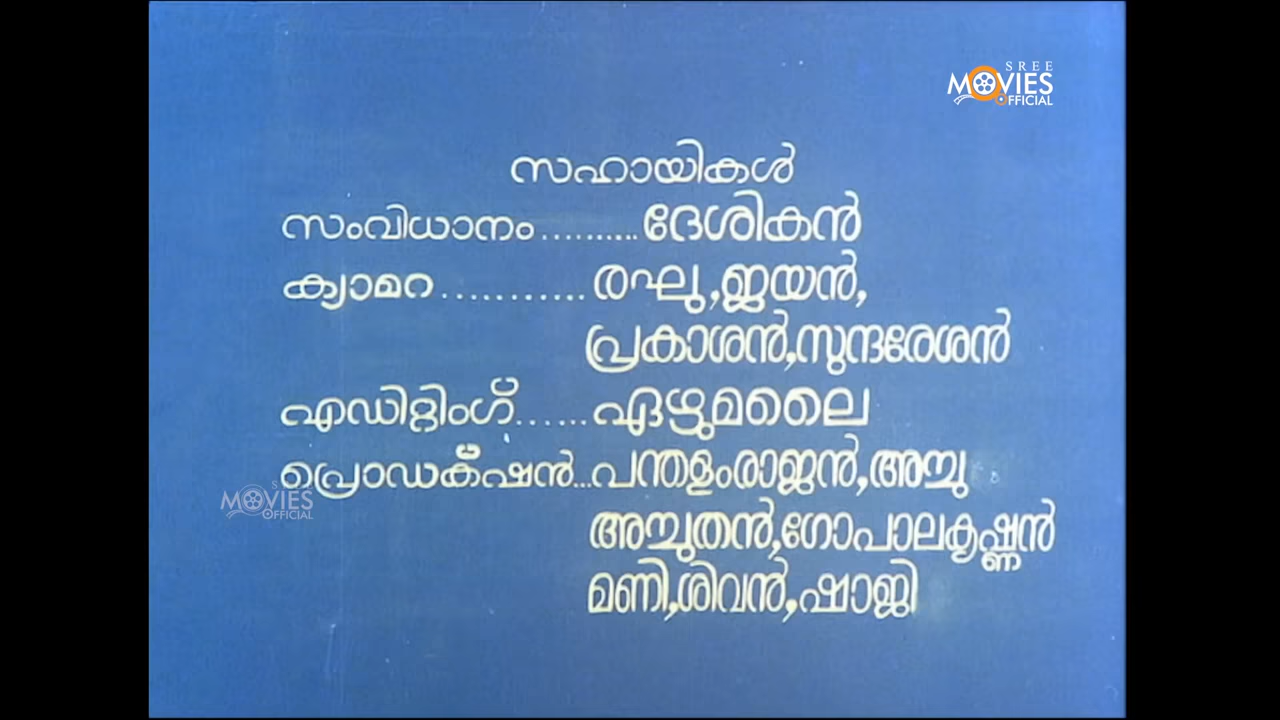 SREE
MOVIES
OFFICIAL
സഹായികൾ
സംവിധാനം..........ദേശികൻ
ക്യാമറ...........രഘു,ജയൻ,
പ്രകാശൻ,സുന്ദരേശൻ
എഡിറ്റിംഗ്......ഏഴുമലൈ
പ്രൊഡക്‌ഷൻ...പന്തളംരാജൻ,അച്ചു
SREE
MOVIES
OFFICIAL
അച്ചുതൻ,ഗോപാലകൃഷ്ണൻ
മണി,ശിവൻ,ഷാജി